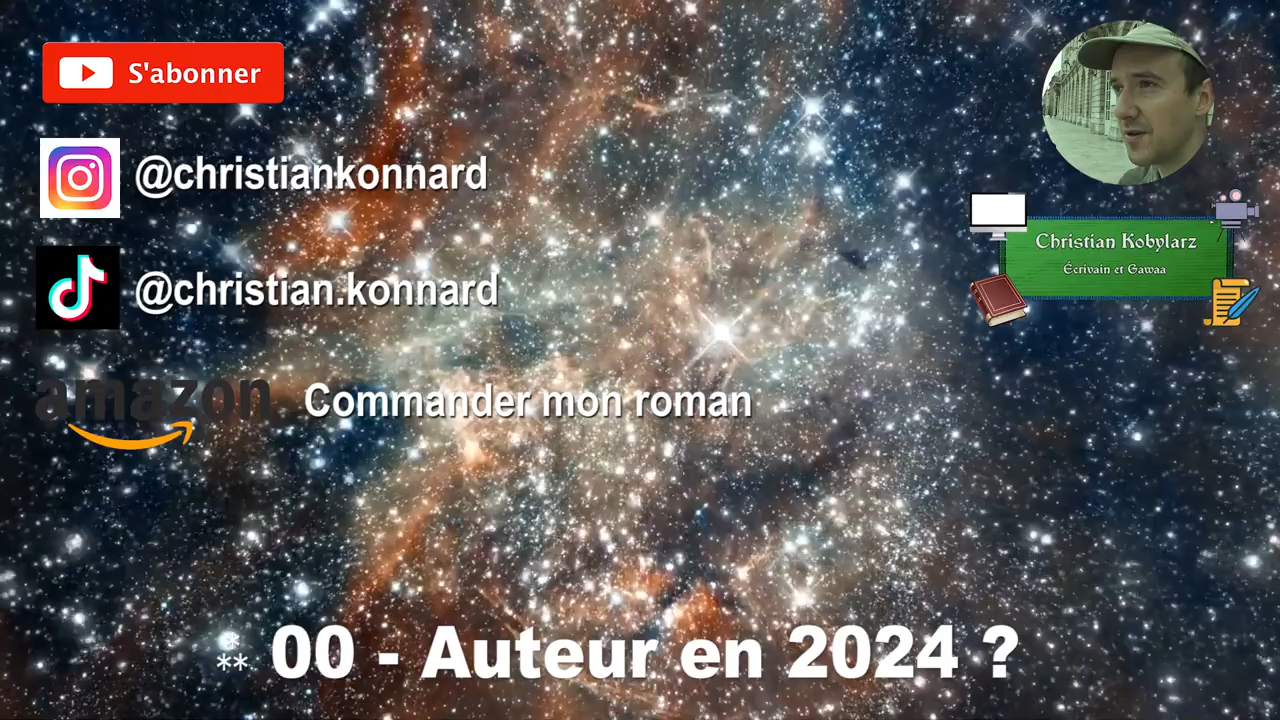 S'abonner
@christiankonnard
@christian.konnard
amazon
Commander mon roman
Christian Kobylarz
Écrivain et Gawaa
*
** 00 - Auteur en 2024 ?